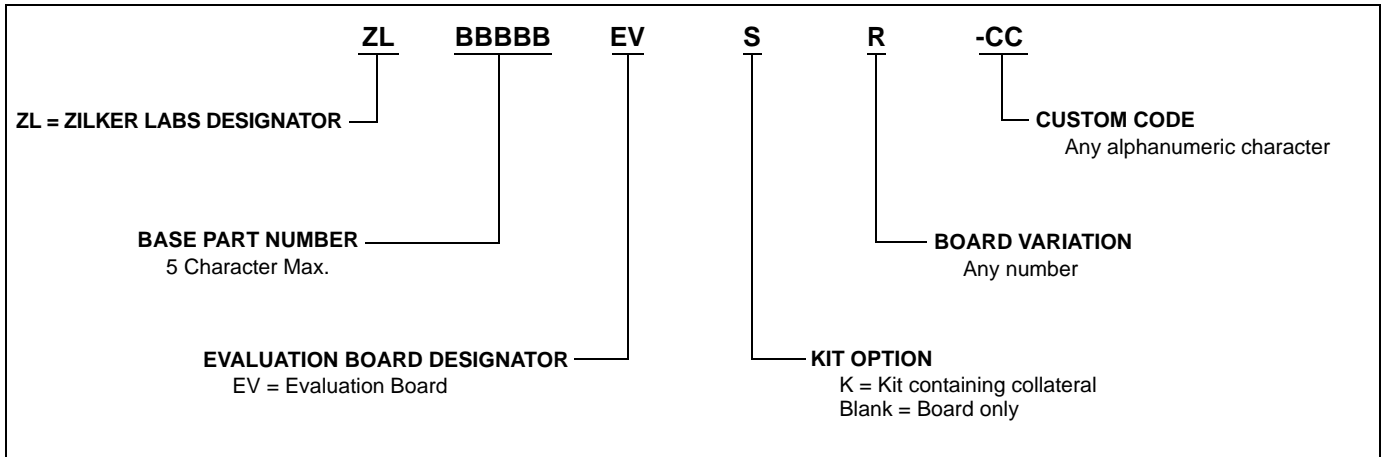 ZL BBBBB EV S R -CC
ZL = ZILKER LABS DESIGNATOR
CUSTOM CODE
Any alphanumeric character
BASE PART NUMBER
5 Character Max.
BOARD VARIATION
Any number
EVALUATION BOARD DESIGNATOR
EV = Evaluation Board
KIT OPTION
K = Kit containing collateral
Blank = Board only